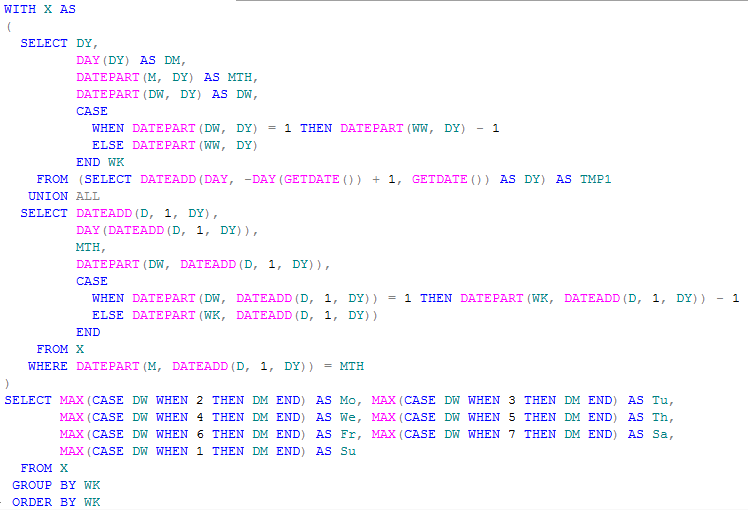 WITH X AS
(
  SELECT DY,
         DAY(DY) AS DM,
         DATEPART(M, DY) AS MTH,
         DATEPART(DW, DY) AS DW,
         CASE
           WHEN DATEPART(DW, DY) = 1 THEN DATEPART(WW, DY) - 1
           ELSE DATEPART(WW, DY)
         END WK
    FROM (SELECT DATEADD(DAY, -DAY(GETDATE()) + 1, GETDATE()) AS DY) AS TMP1
   UNION ALL
  SELECT DATEADD(D, 1, DY),
         DAY(DATEADD(D, 1, DY)),
         MTH,
         DATEPART(DW, DATEADD(D, 1, DY)),
         CASE
           WHEN DATEPART(DW, DATEADD(D, 1, DY)) = 1 THEN DATEPART(WK, DATEADD(D, 1, DY)) - 1
           ELSE DATEPART(WK, DATEADD(D, 1, DY))
         END
    FROM X
   WHERE DATEPART(M, DATEADD(D, 1, DY)) = MTH
)
SELECT MAX(CASE DW WHEN 2 THEN DM END) AS Mo, MAX(CASE DW WHEN 3 THEN DM END) AS Tu,
       MAX(CASE DW WHEN 4 THEN DM END) AS We, MAX(CASE DW WHEN 5 THEN DM END) AS Th,
       MAX(CASE DW WHEN 6 THEN DM END) AS Fr, MAX(CASE DW WHEN 7 THEN DM END) AS Sa,
       MAX(CASE DW WHEN 1 THEN DM END) AS Su
  FROM X
 GROUP BY WK
 ORDER BY WK